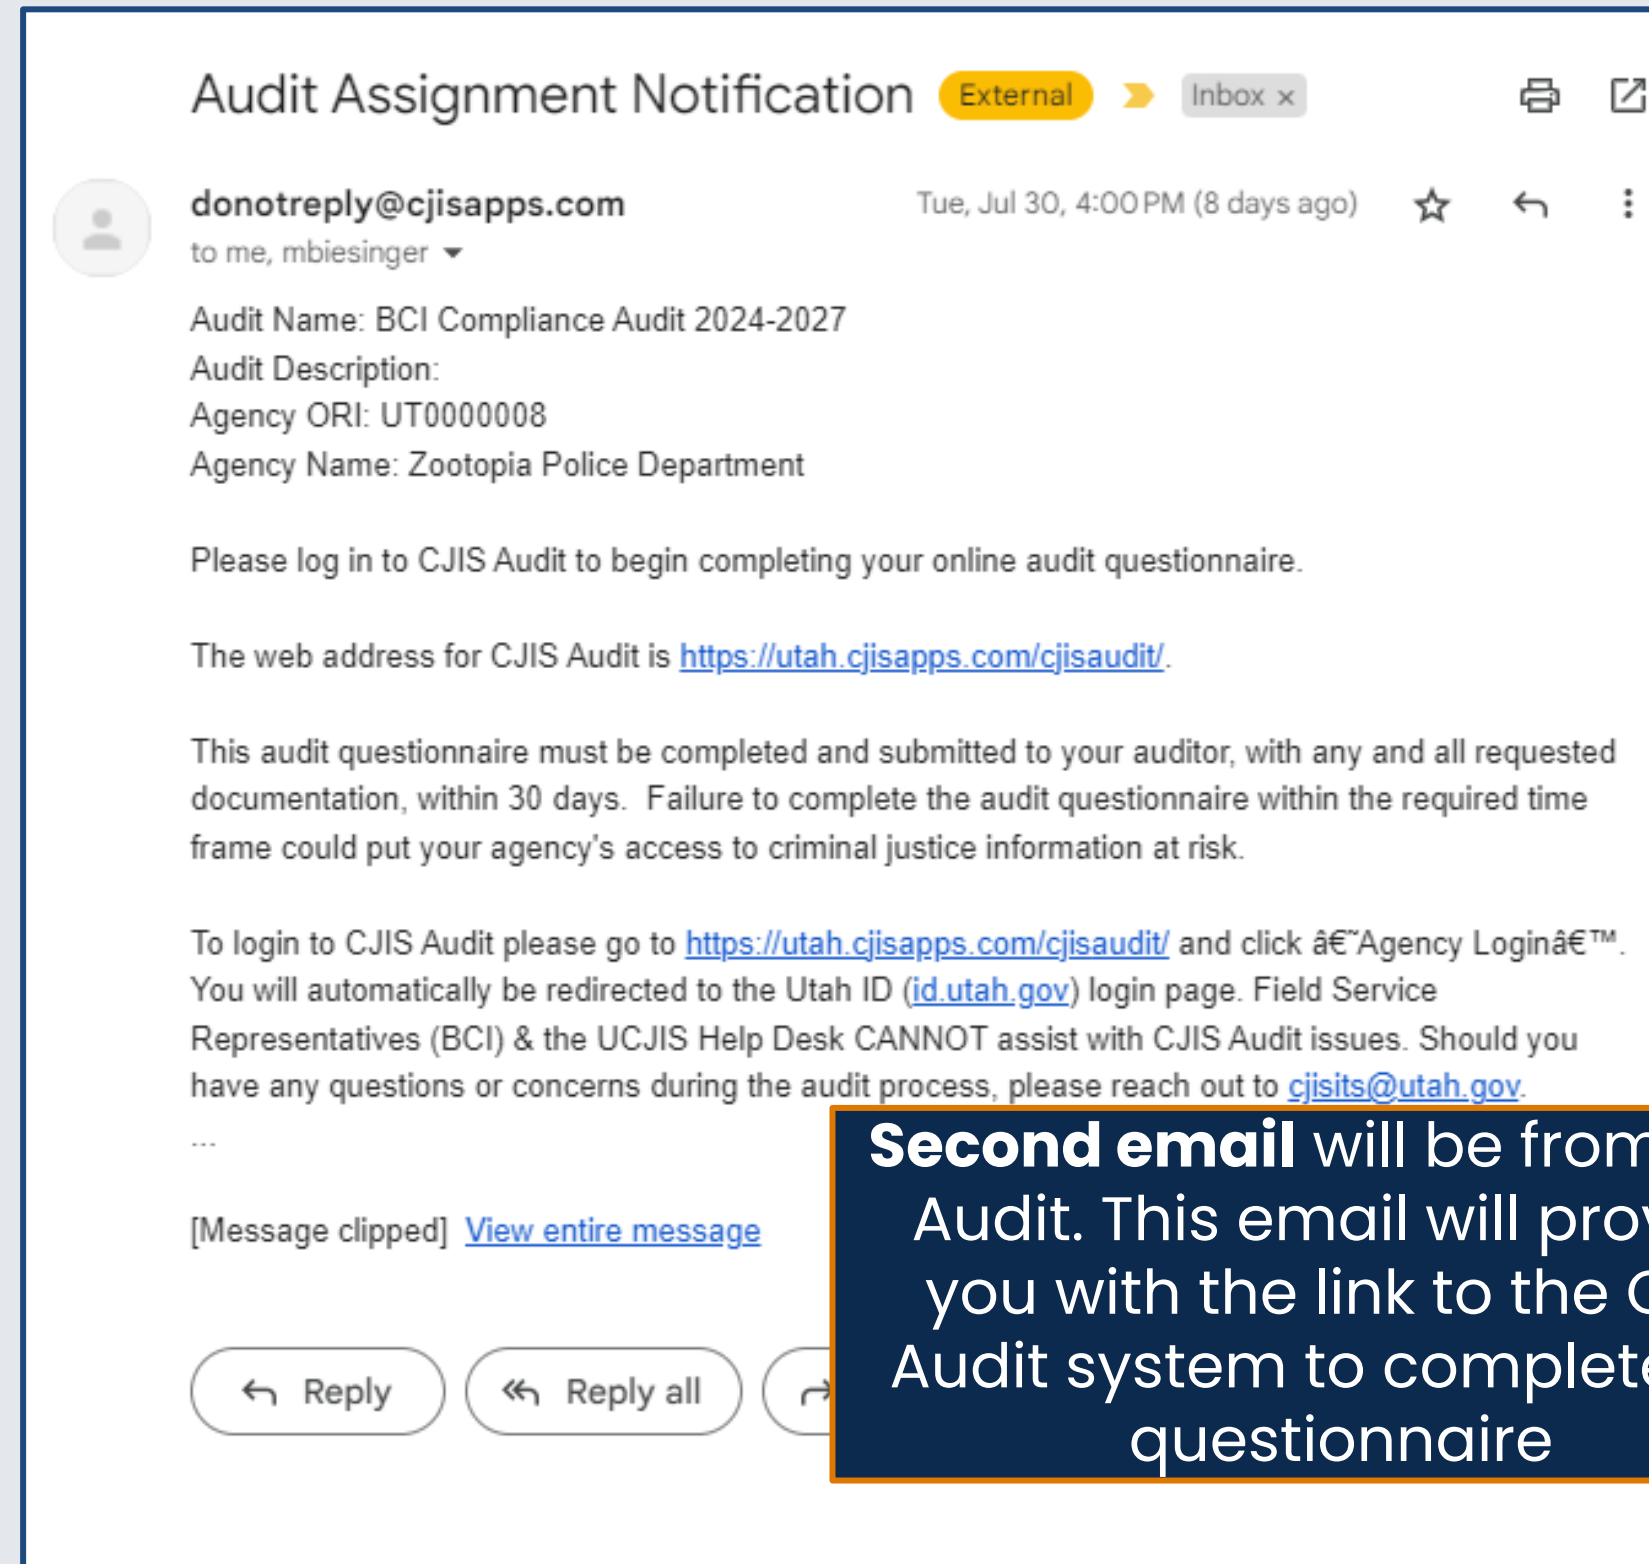 Audit Assignment Notification External Inbox x
donotreply@cjisapps.com Tue, Jul 30, 4:00 PM (8 days ago)
to me, mbiesinger
Audit Name: BCI Compliance Audit 2024-2027
Audit Description:
Agency ORI: UT0000008
Agency Name: Zootopia Police Department
Please log in to CJIS Audit to begin completing your online audit questionnaire.
The web address for CJIS Audit is https://utah.cjisapps.com/cjisaudit/.
This audit questionnaire must be completed and submitted to your auditor, with any and all requested
documentation, within 30 days.  Failure to complete the audit questionnaire within the required time
frame could put your agency's access to criminal justice information at risk.
To login to CJIS Audit please go to https://utah.cjisapps.com/cjisaudit/ and click â€˜Agency Loginâ€™.
You will automatically be redirected to the Utah ID (id.utah.gov) login page. Field Service
Representatives (BCI) & the UCJIS Help Desk CANNOT assist with CJIS Audit issues. Should you
have any questions or concerns during the audit process, please reach out to cjisits@utah.gov.
...
[Message clipped] View entire message
Reply Reply all
Second email will be from
Audit. This email will
you with the link to the
Audit system to complete
questionnaire